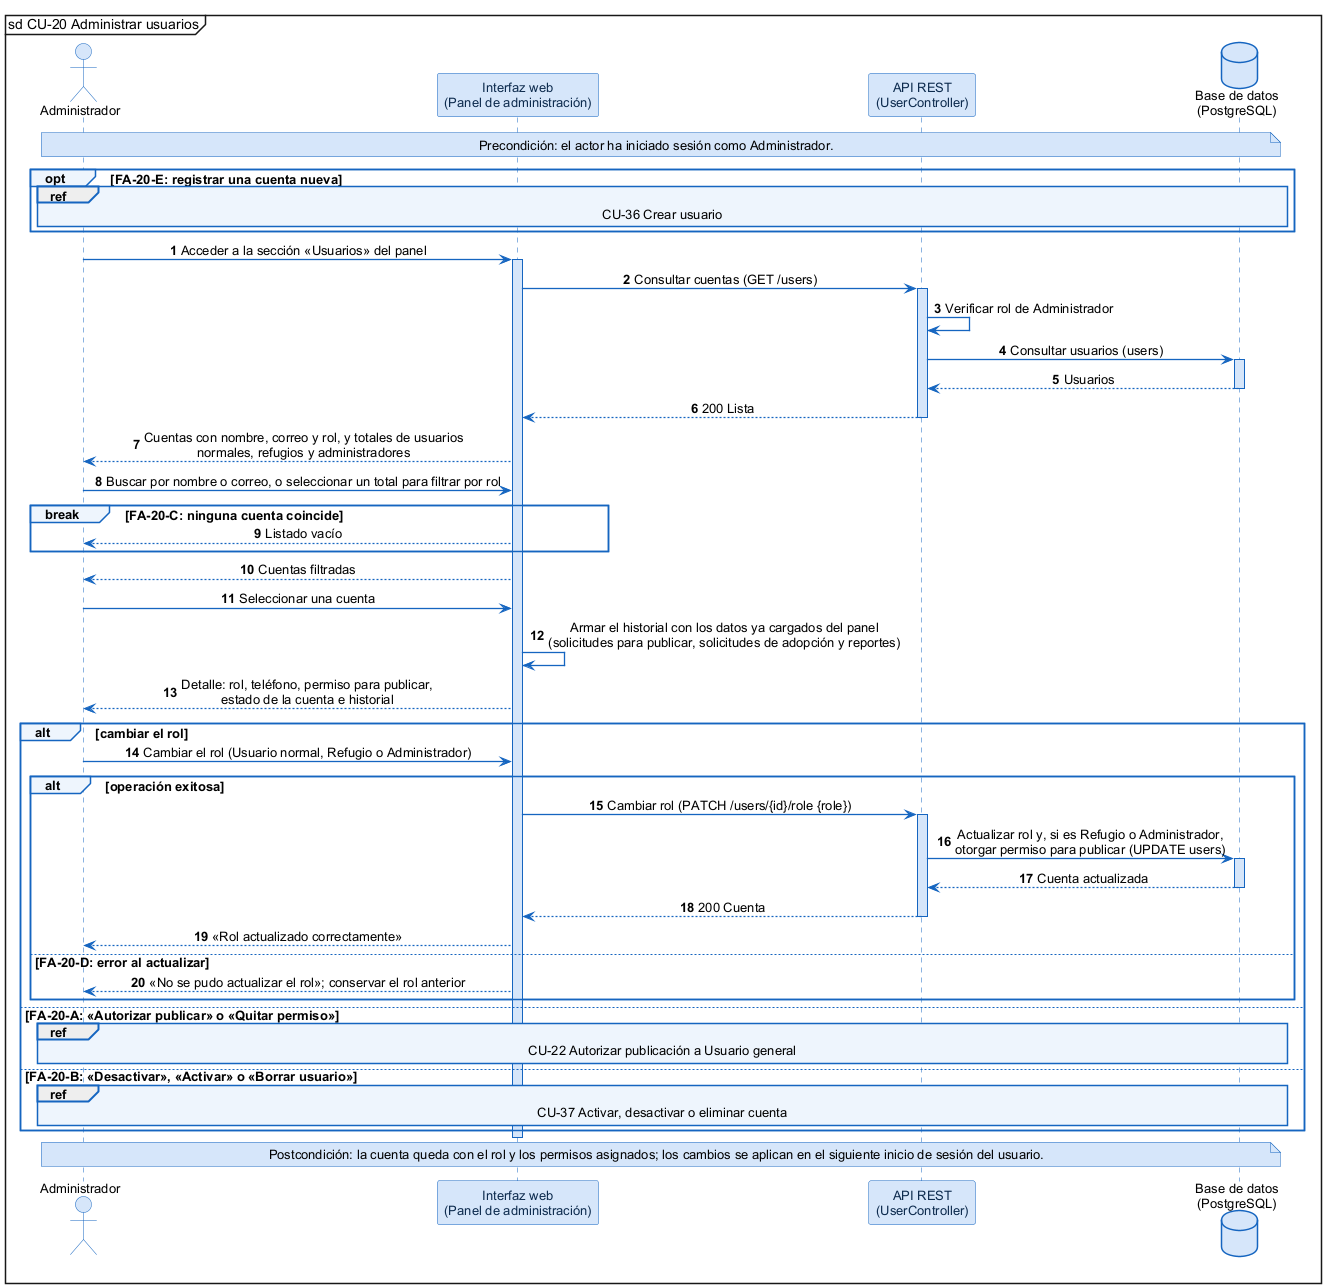 sd CU-20 Administrar usuarios
Administrador
Interfaz web
(Panel de administración)
API REST
(UserController)
Base de datos
(PostgreSQL)
Precondición: el actor ha iniciado sesión como Administrador.
opt [FA-20-E: registrar una cuenta nueva]
ref
CU-36 Crear usuario
1 Acceder a la sección «Usuarios» del panel
2 Consultar cuentas (GET /users)
3 Verificar rol de Administrador
4 Consultar usuarios (users)
5 Usuarios
6 200 Lista
7 Cuentas con nombre, correo y rol, y totales de usuarios
normales, refugios y administradores
8 Buscar por nombre o correo, o seleccionar un total para filtrar por rol
break [FA-20-C: ninguna cuenta coincide]
9 Listado vacío
10 Cuentas filtradas
11 Seleccionar una cuenta
12 Armar el historial con los datos ya cargados del panel
(solicitudes para publicar, solicitudes de adopción y reportes)
13 Detalle: rol, teléfono, permiso para publicar,
estado de la cuenta e historial
alt [cambiar el rol]
14 Cambiar el rol (Usuario normal, Refugio o Administrador)
alt [operación exitosa]
15 Cambiar rol (PATCH /users/{id}/role {role})
16 Actualizar rol y, si es Refugio o Administrador,
otorgar permiso para publicar (UPDATE users)
17 Cuenta actualizada
18 200 Cuenta
19 «Rol actualizado correctamente»
[FA-20-D: error al actualizar]
20 «No se pudo actualizar el rol»; conservar el rol anterior
[FA-20-A: «Autorizar publicar» o «Quitar permiso»]
ref
CU-22 Autorizar publicación a Usuario general
[FA-20-B: «Desactivar», «Activar» o «Borrar usuario»]
ref
CU-37 Activar, desactivar o eliminar cuenta
Postcondición: la cuenta queda con el rol y los permisos asignados; los cambios se aplican en el siguiente inicio de sesión del usuario.
Administrador
Interfaz web
(Panel de administración)
API REST
(UserController)
Base de datos
(PostgreSQL)